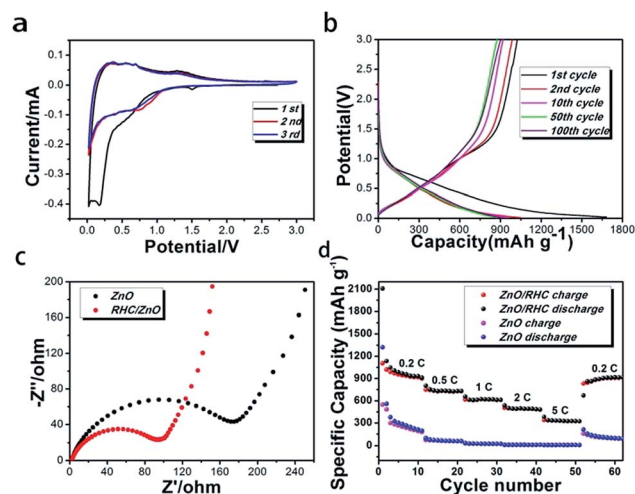 a
0.1
0.0
-0.1
-0.2
-0.3
-0.4
Current/mA
1 st
2 nd
3 rd
0.0 0.5 1.0 1.5 2.0 2.5 3.0
Potential/V
b
3.0
2.5
2.0
1.5
1.0
0.5
0.0
Potential(V)
1st cycle
2nd cycle
10th cycle
50th cycle
100th cycle
0 300 600 900 1200 1500 1800
Capacity(mAh g-1)
c
200
160
120
80
40
0
-Z''/ohm
ZnO
RHC/ZnO
0 40 80 120 160 200 240
Z'/ohm
d
2100
1800
1500
1200
900
600
300
0
Specific Capacity (mAh g-1)
ZnO/RHC charge
ZnO/RHC discharge
ZnO charge
ZnO discharge
0.2 C
0.5 C
1 C
2 C
5 C
0.2 C
0 10 20 30 40 50 60
Cycle number